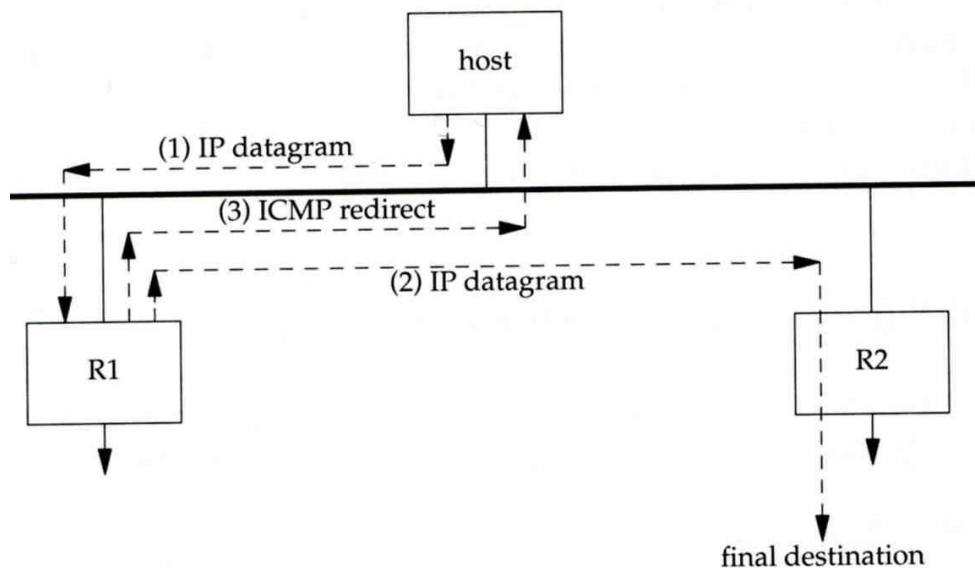 host
(1) IP datagram
(3) ICMP redirect
(2) IP datagram
R1
R2
final destination